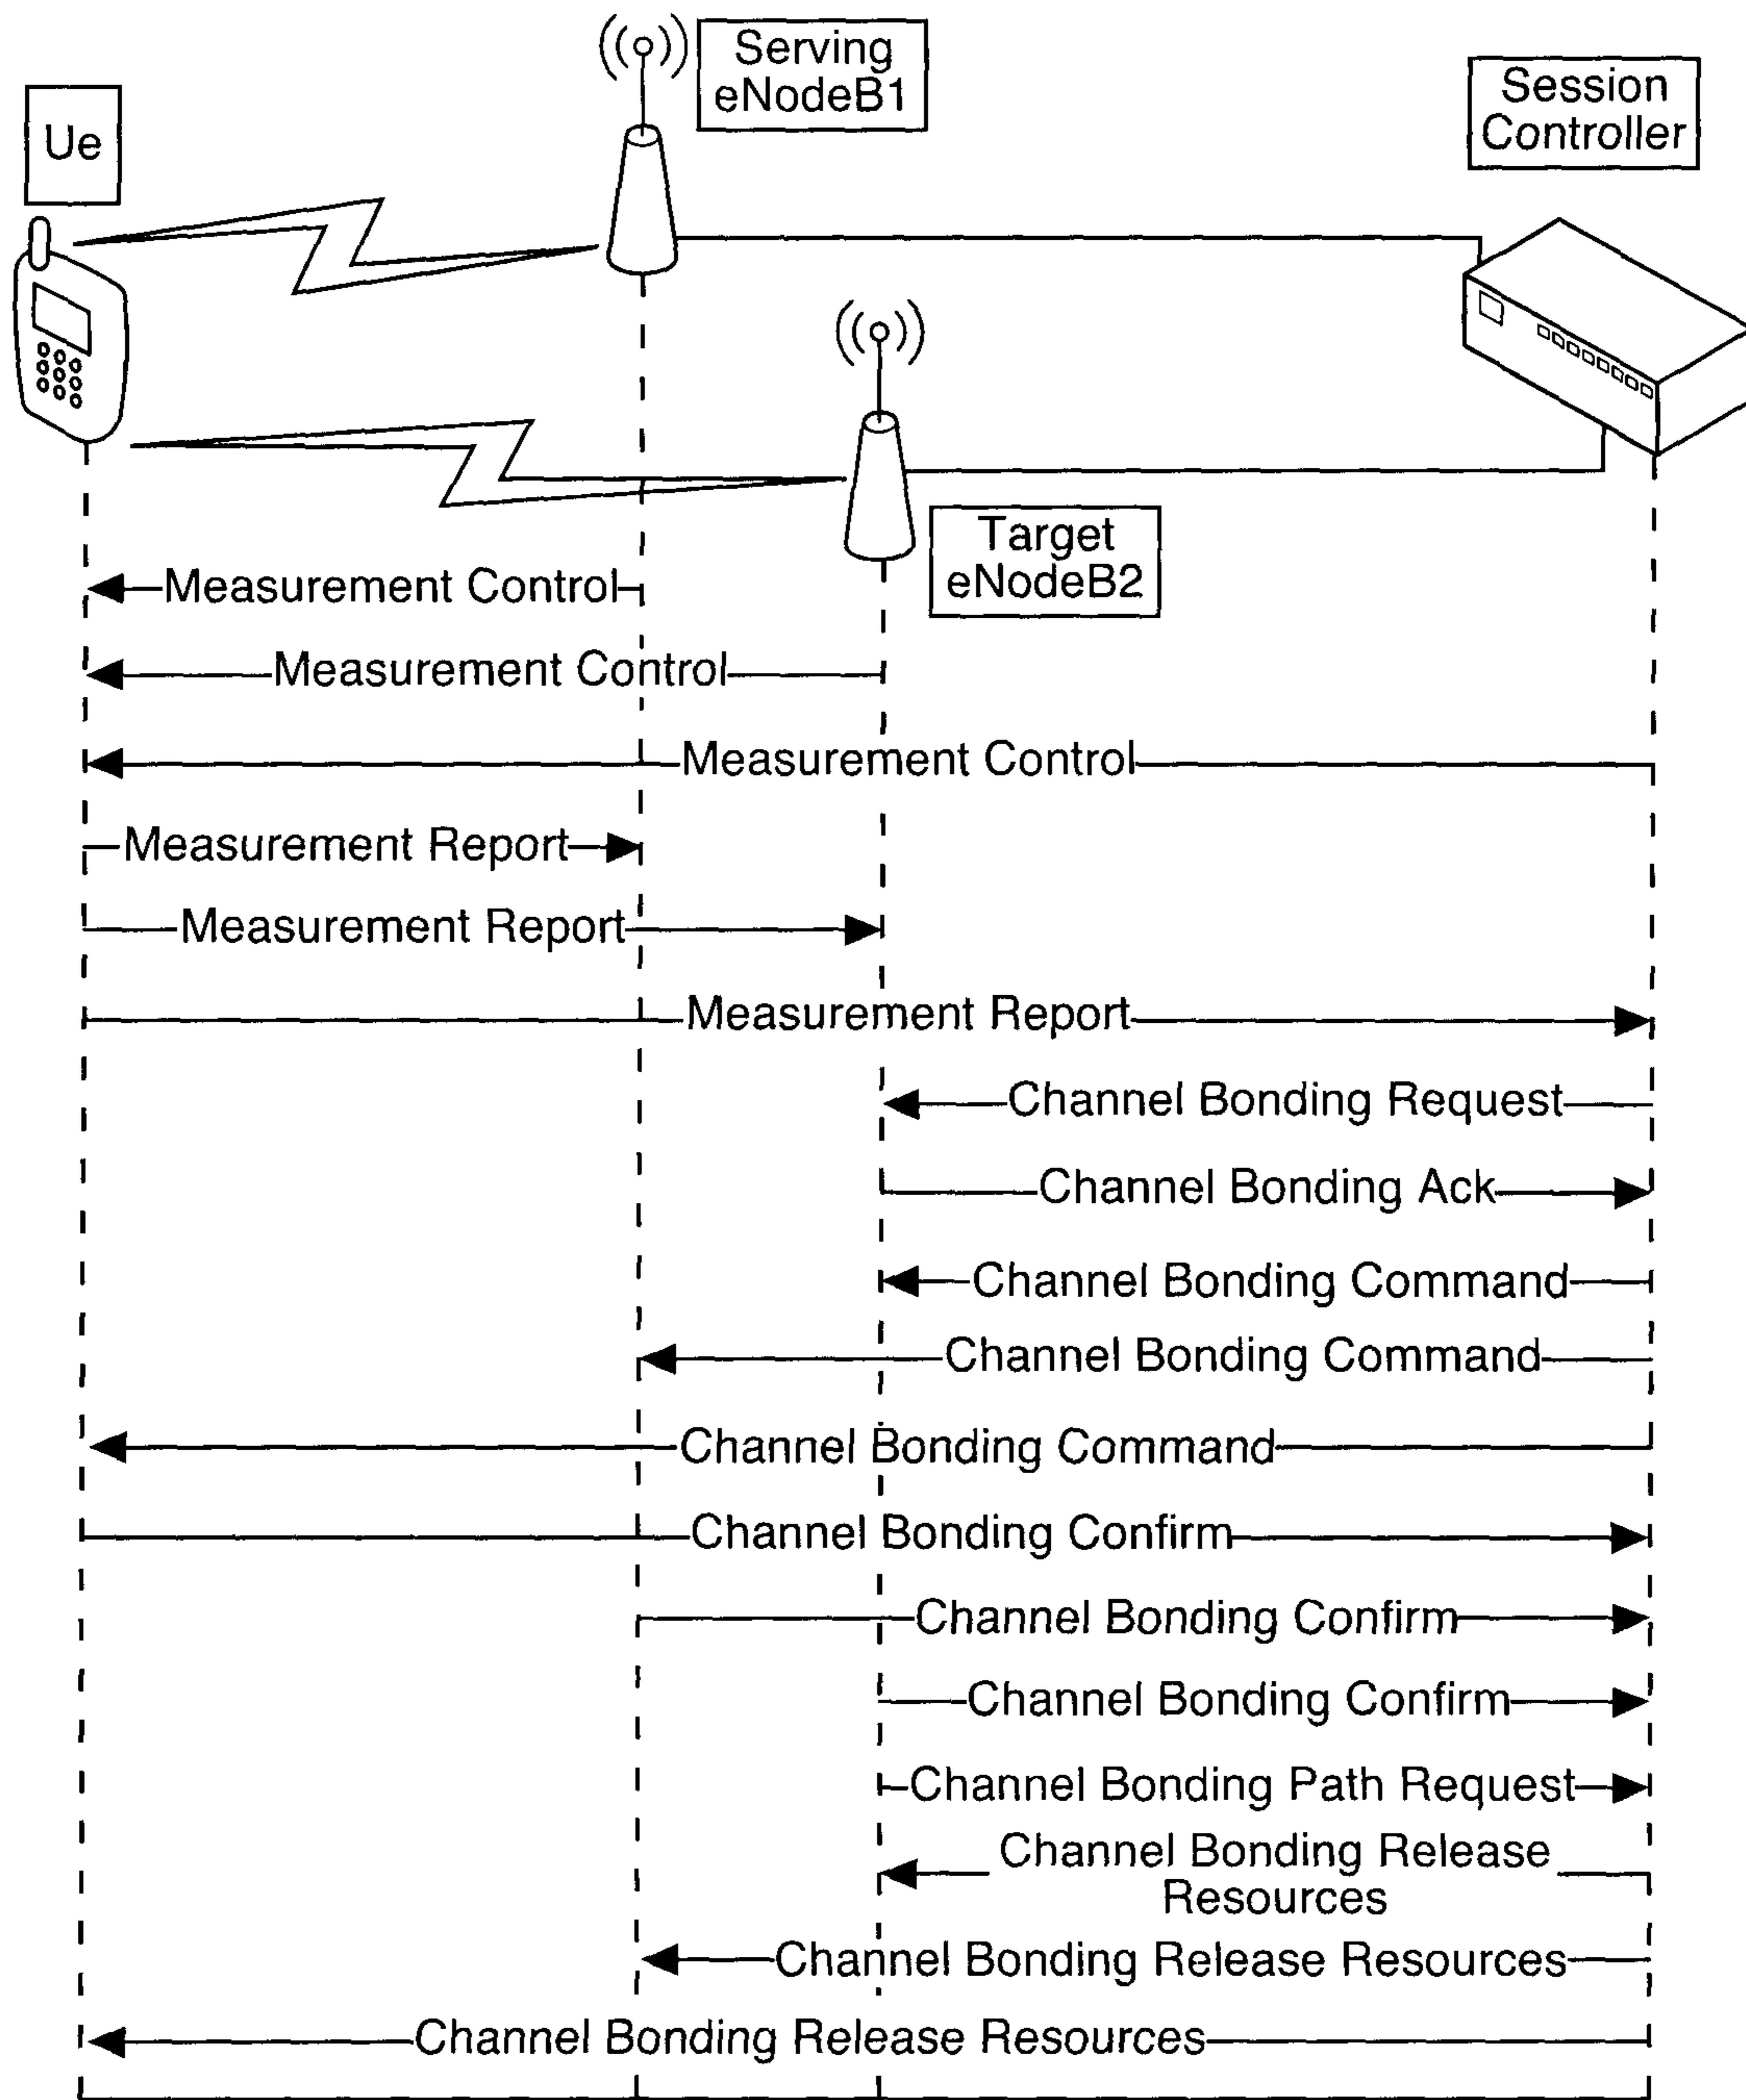 Serving
eNodeB1
Session
Controller
Ue
Target
eNodeB2
Measurement Control
Measurement Control
Measurement Control
Measurement Report
Measurement Report
Measurement Report
Channel Bonding Request
Channel Bonding Ack
Channel Bonding Command
Channel Bonding Command
Channel Bonding Command
Channel Bonding Confirm
Channel Bonding Confirm
Channel Bonding Confirm
Channel Bonding Path Request
Channel Bonding Release
Resources
Channel Bonding Release Resources
Channel Bonding Release Resources